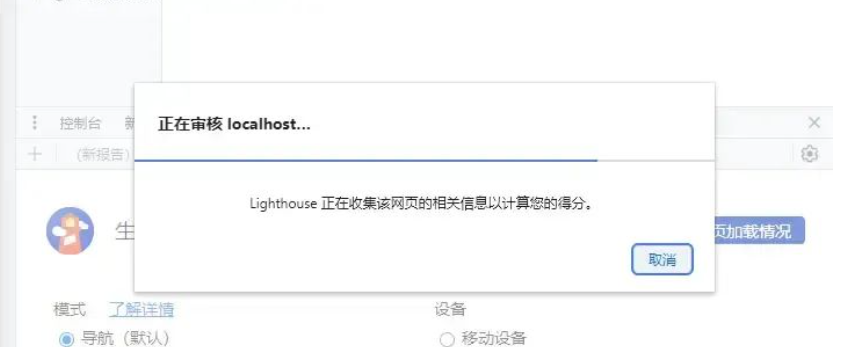 正在审核 localhost...
控制台
(新报告)
Lighthouse 正在收集该网页的相关信息以计算您的得分。
页加载情况
取消
模式 了解详情 设备
导航（默认） 移动设备